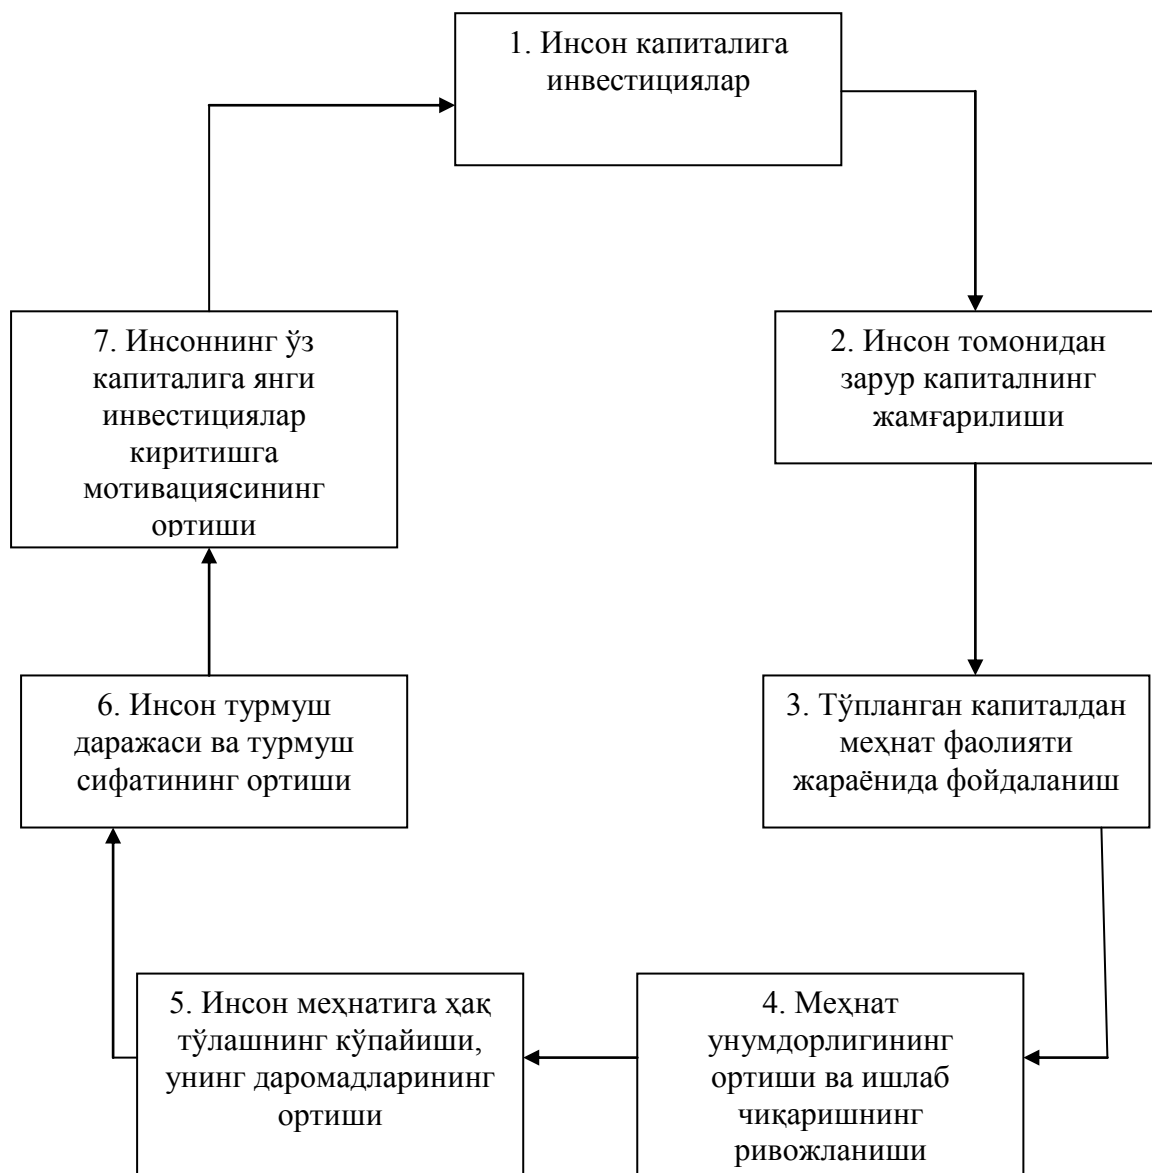 1. Инсон капиталига
инвестициялар
2. Инсон томонидан
зарур капиталнинг
жамғарилиши
3. Тўпланган капиталдан
меҳнат фаолияти
жараёнида фойдаланиш
4. Меҳнат
унумдорлигининг
ортиши ва ишлаб
чиқаришнинг
ривожланиши
5. Инсон меҳнатига ҳақ
тўлашнинг кўпайиши,
унинг даромадларининг
ортиши
6. Инсон турмуш
даражаси ва турмуш
сифатининг ортиши
7. Инсоннинг ўз
капиталига янги
инвестициялар
киритишга
мотивациясининг
ортиши